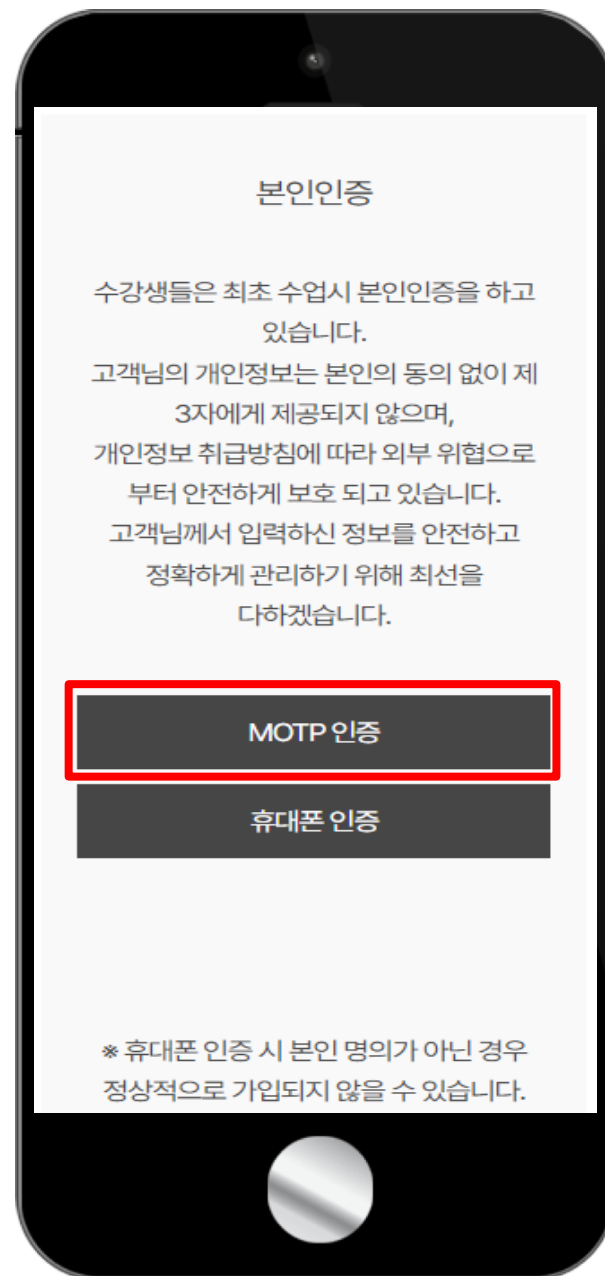 본인인증
수강생들은 최초 수업시 본인인증을 하고
있습니다.
고객님의 개인정보는 본인의 동의 없이 제
3자에게 제공되지 않으며,
개인정보 취급방침에 따라 외부 위협으로
부터 안전하게 보호 되고 있습니다.
고객님께서 입력하신 정보를 안전하고
정확하게 관리하기 위해 최선을
다하겠습니다.
MOTP 인증
휴대폰 인증
※ 휴대폰 인증 시 본인 명의가 아닌 경우
정상적으로 가입되지 않을 수 있습니다.